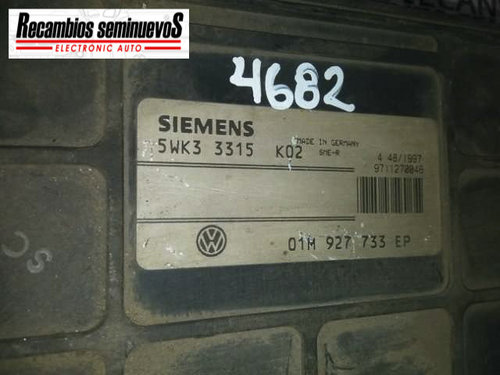 Recambios seminuevoS
ELECTRONIC AUTO
4682
SIEMENS
MADE IN GERMANY
5WK3 3315 K02 SME-R
4 48/1997
9711270048
01M 927 733 EP